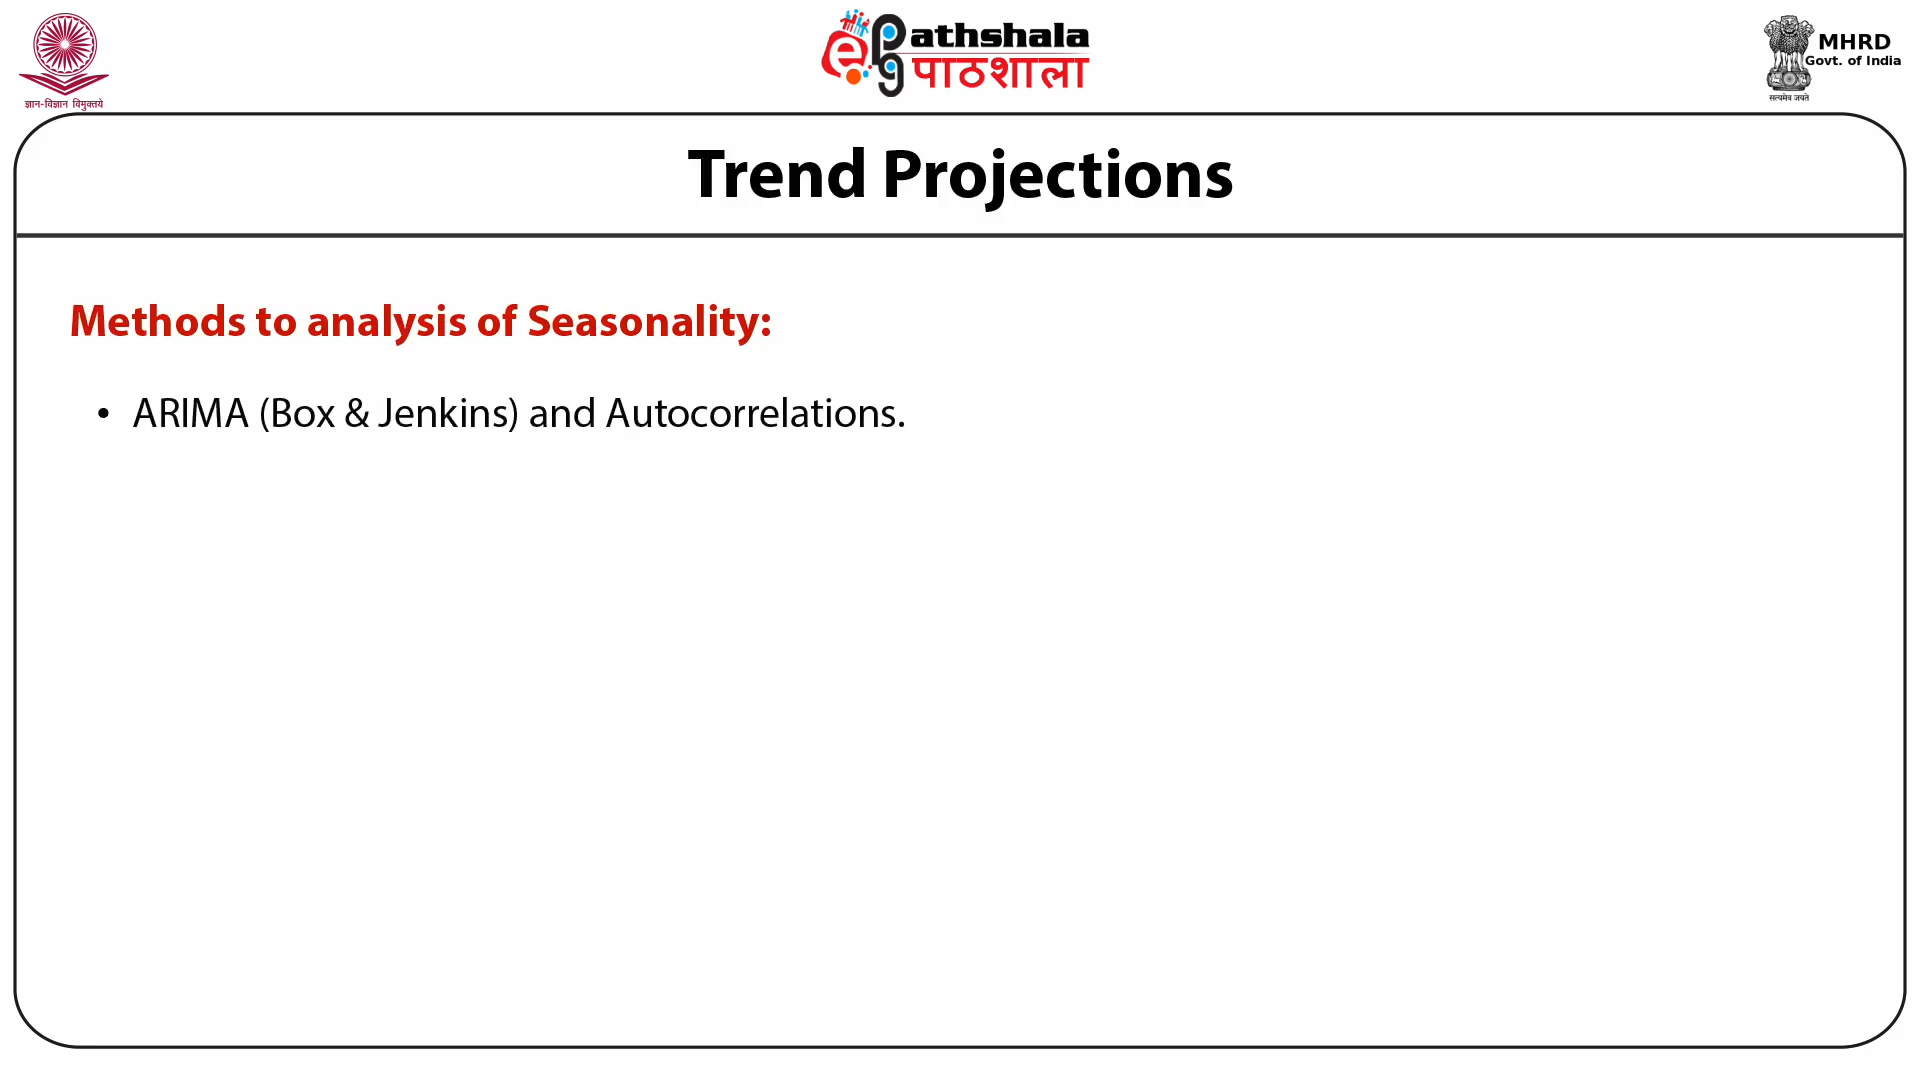 ज्ञान-विज्ञान विमुक्तये
ePathshala
पाठशाला
MHRD
Govt. of India
सत्यमेव जयते
Trend Projections
Methods to analysis of Seasonality:
• ARIMA (Box & Jenkins) and Autocorrelations.